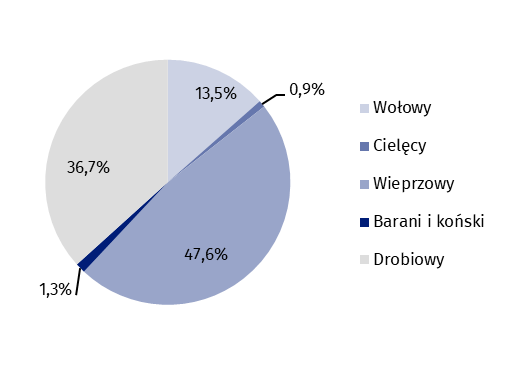 13,5%
0,9%
36,7%
47,6%
1,3%
Wołowy
Cielęcy
Wieprzowy
Barani i koński
Drobiowy